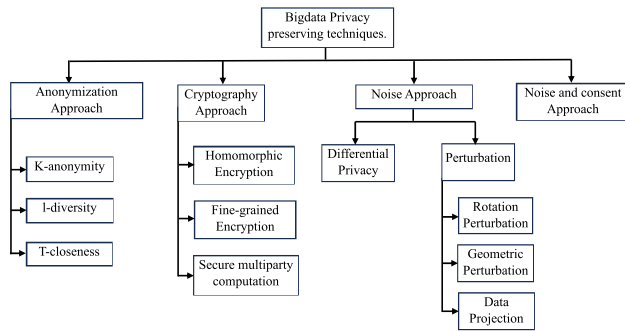 Bigdata Privacy
preserving techniques.
Anonymization
Approach
Cryptography
Approach
Noise Approach
Noise and consent
Approach
K-anonymity
l-diversity
T-closeness
Homomorphic
Encryption
Fine-grained
Encryption
Secure multiparty
computation
Differential
Privacy
Perturbation
Rotation
Perturbation
Geometric
Perturbation
Data
Projection